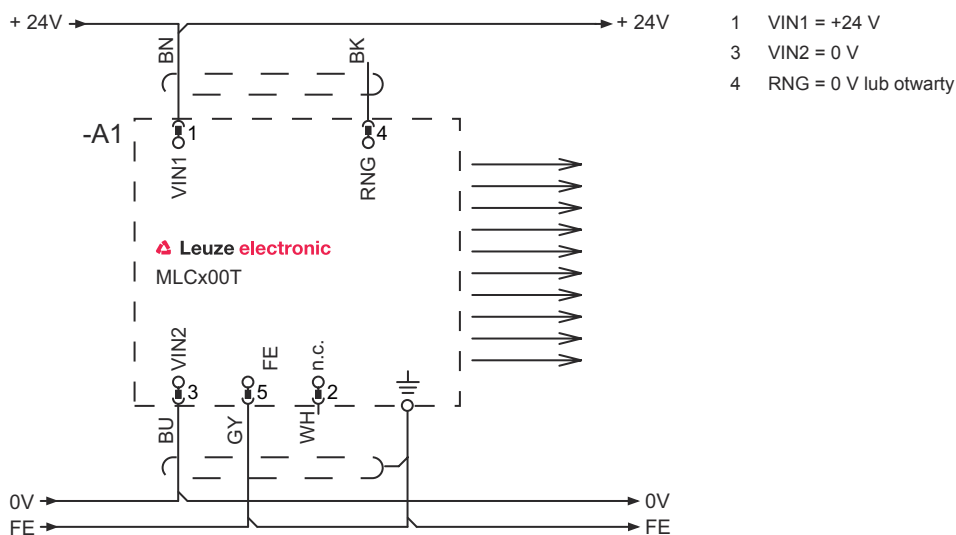 + 24V
+ 24V
1 VIN1 = +24 V
3 VIN2 = 0 V
4 RNG = 0 V lub otwarty
BN
BK
-A1
1
4
VIN1
RNG
Leuze electronic
MLCx00T
VIN2
FE
n.c.
3
5
2
BU
GY
WH
0V
0V
FE
FE